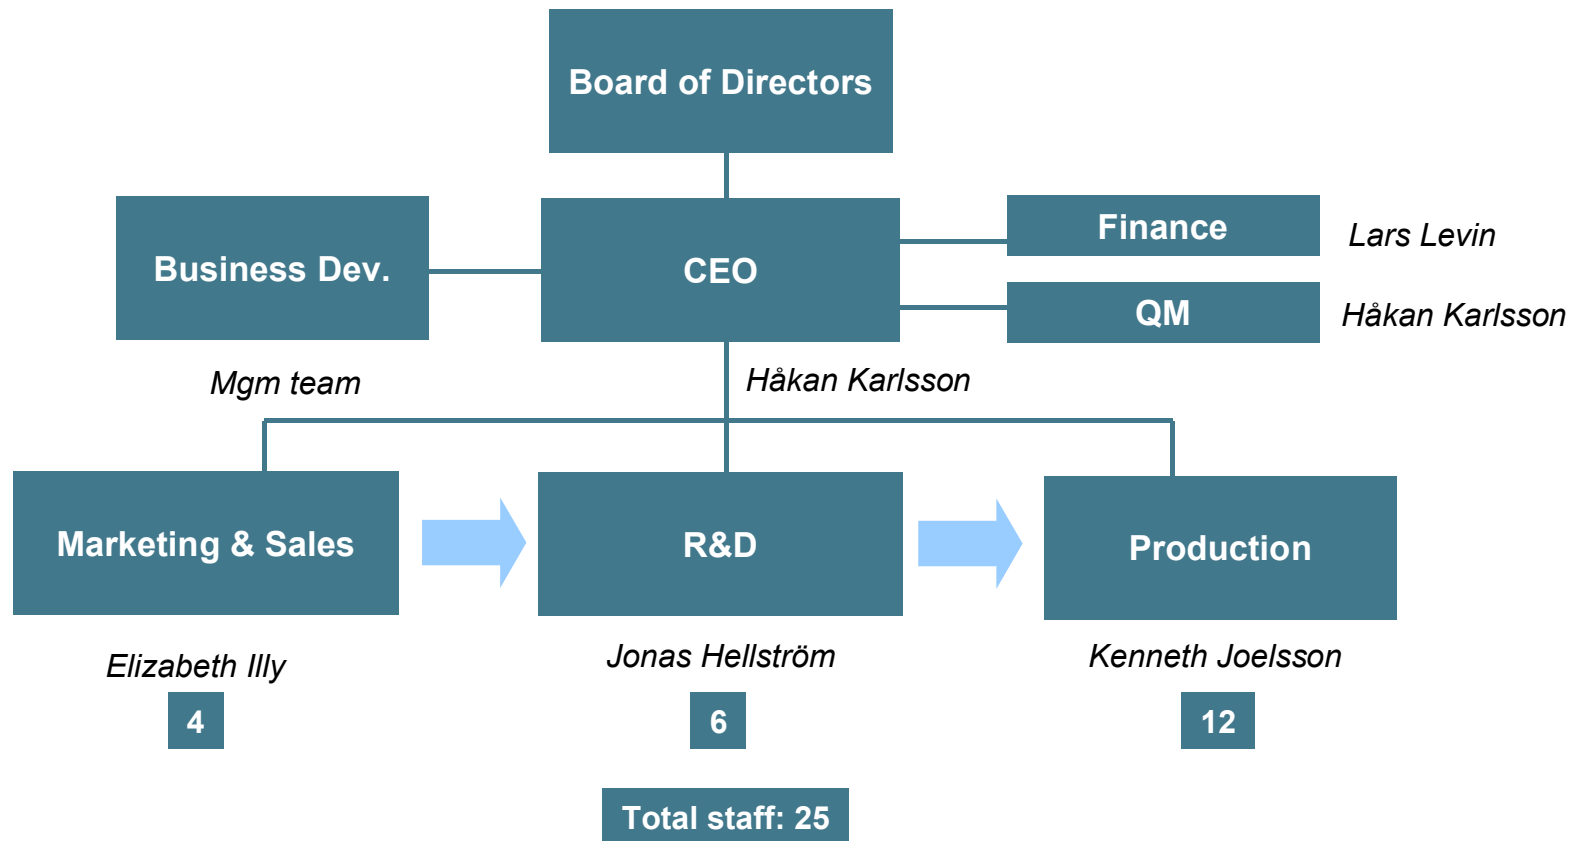 Board of Directors
Business Dev.
CEO
Finance
Lars Levin
QM
Håkan Karlsson
Mgm team
Håkan Karlsson
Marketing & Sales
R&D
Production
Elizabeth Illy
Jonas Hellström
Kenneth Joelsson
4
6
12
Total staff: 25